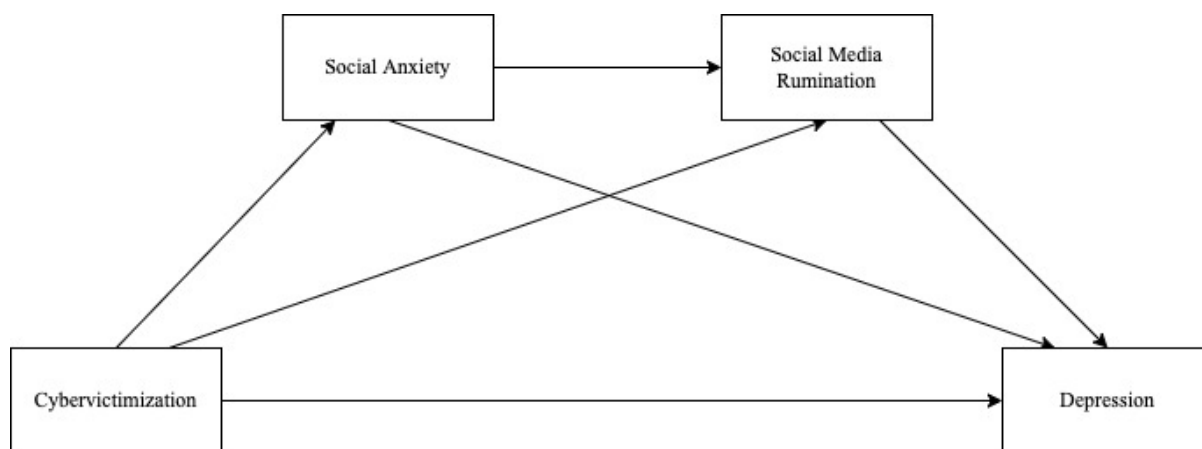 Social Anxiety
Social Media
Rumination
Cybervictimization
Depression